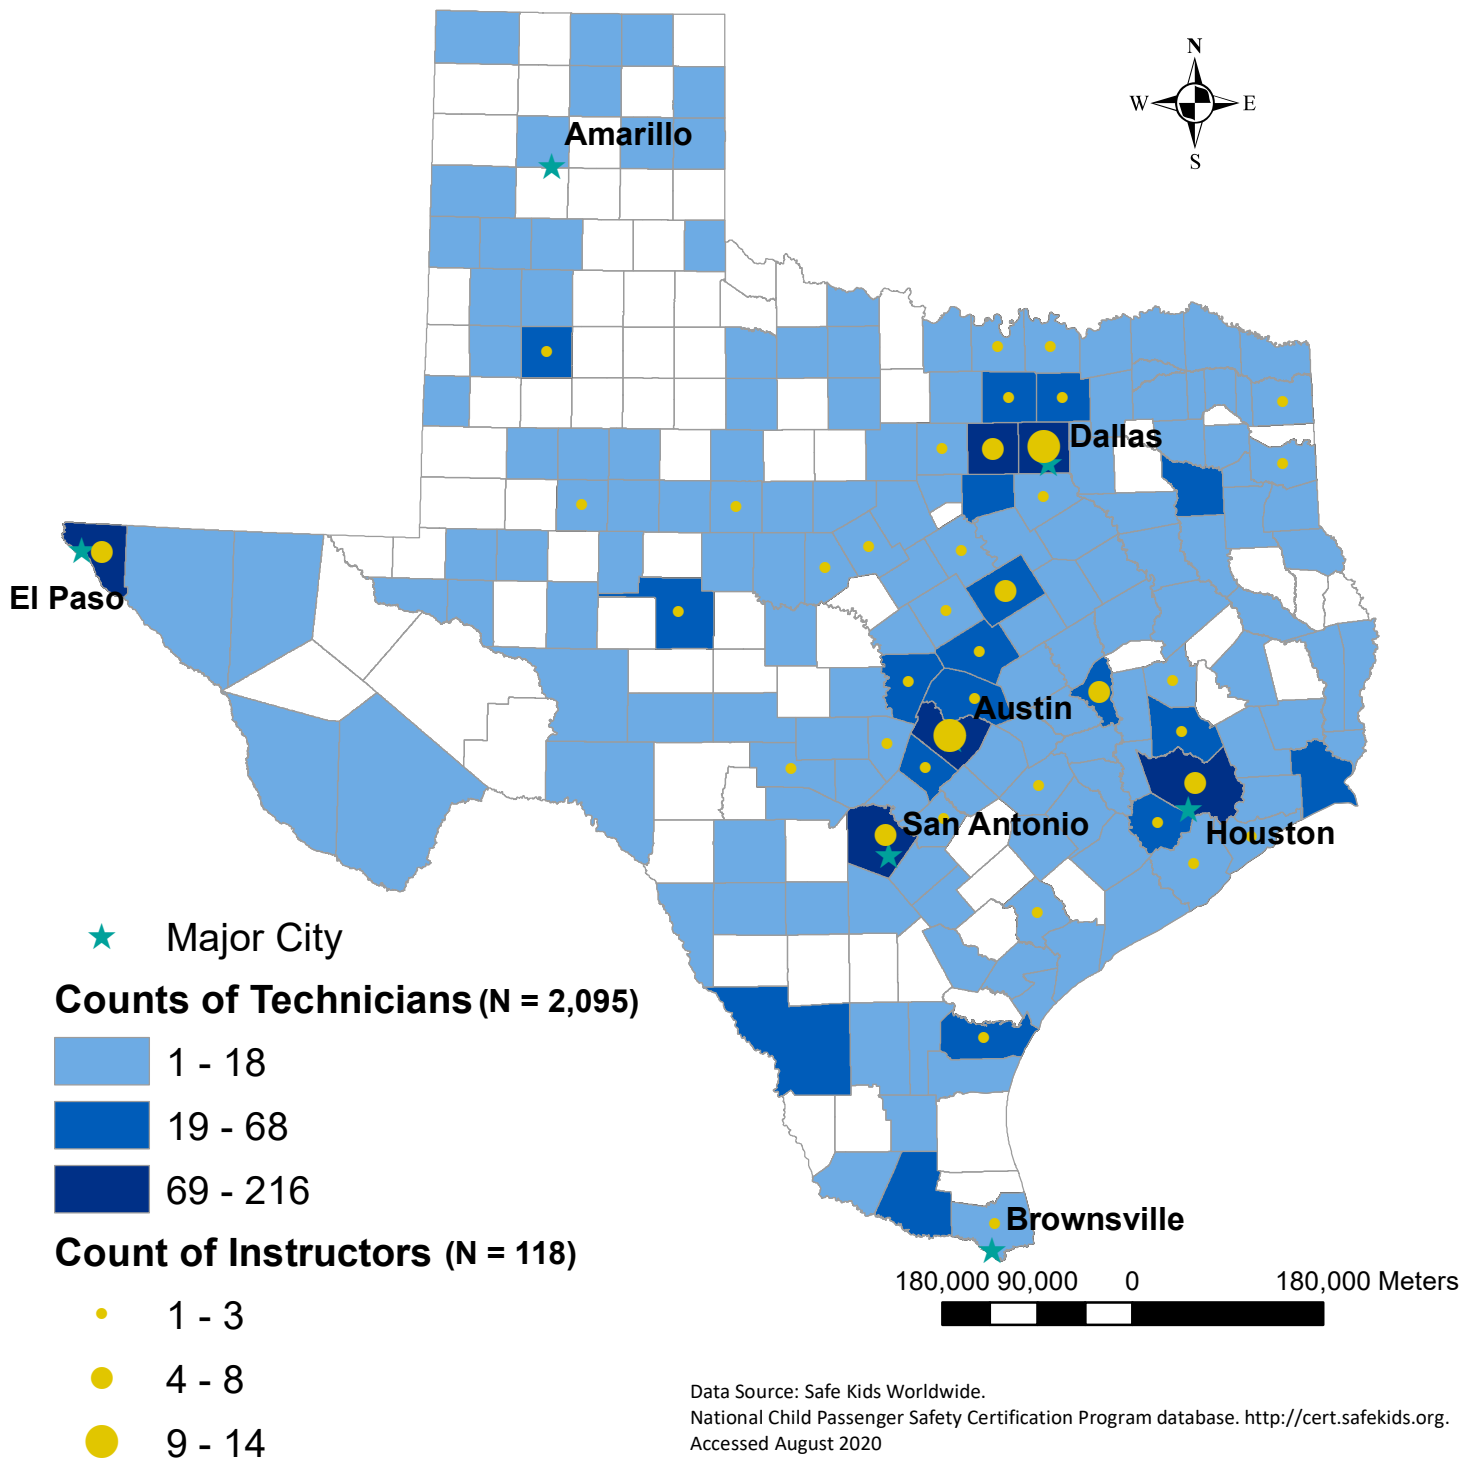 N
W E
S
Amarillo
Dallas
El Paso
Austin
San Antonio
Houston
Major City
Counts of Technicians (N = 2,095)
1 - 18
19 - 68
69 - 216
Brownsville
Count of Instructors (N = 118)
180,000 90,000 0 180,000 Meters
1 - 3
4 - 8
9 - 14
Data Source: Safe Kids Worldwide.
National Child Passenger Safety Certification Program database. http://cert.safekids.org.
Accessed August 2020